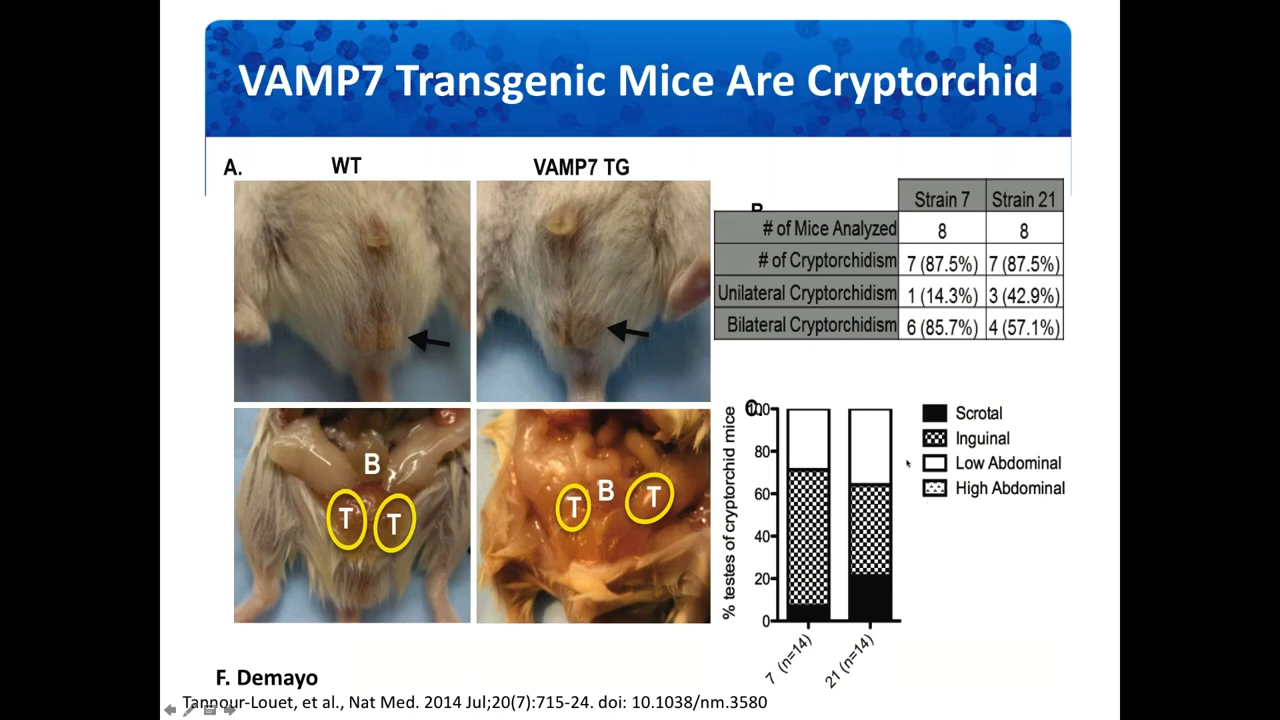 VAMP7 Transgenic Mice Are Cryptorchid
A. WT VAMP7 TG
B B
T T T T
Strain 7 Strain 21
# of Mice Analyzed 8 8
# of Cryptorchidism 7 (87.5%) 7 (87.5%)
Unilateral Cryptorchidism 1 (14.3%) 3 (42.9%)
Bilateral Cryptorchidism 6 (85.7%) 4 (57.1%)
C.
% testes of cryptorchid mice
100
80
60
40
20
0
7 (n=14) 21 (n=14)
Scrotal
Inguinal
Low Abdominal
High Abdominal
F. Demayo
Tannour-Louet, et al., Nat Med. 2014 Jul;20(7):715-24. doi: 10.1038/nm.3580